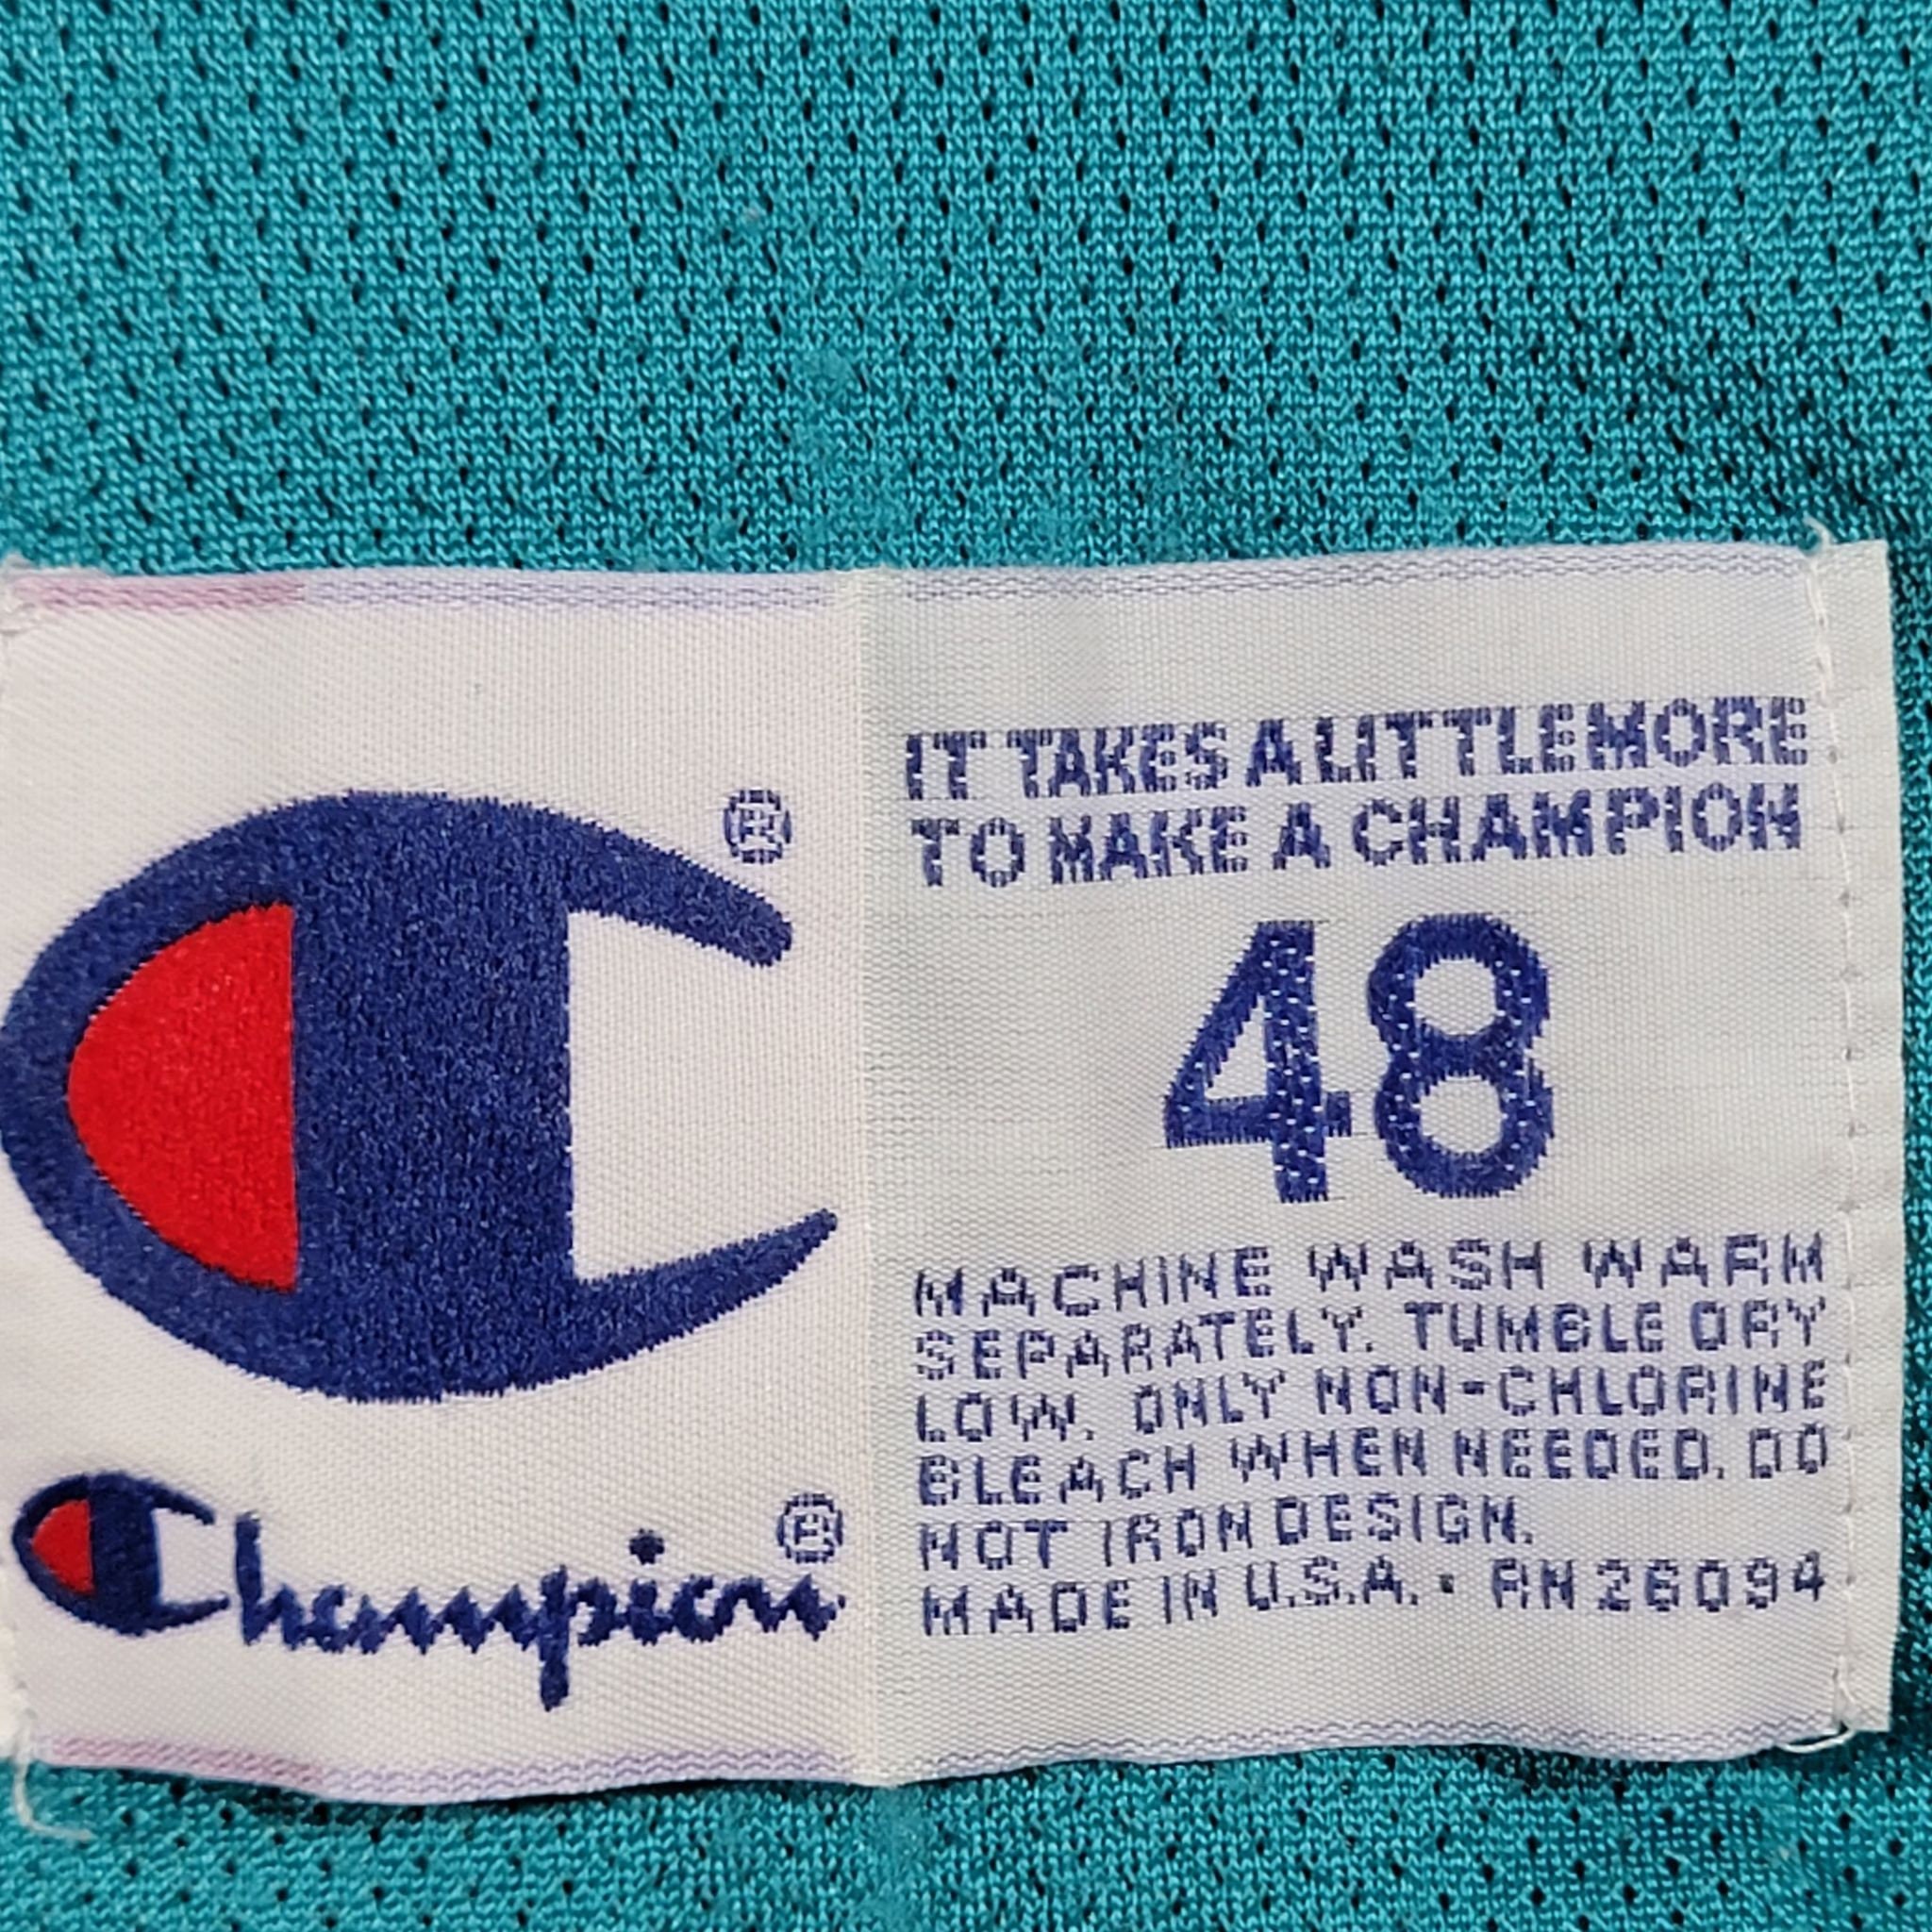 ®
Champion®
IT TAKES A LITTLE MORE
TO MAKE A CHAMPION
48
MACHINE WASH WARM
SEPARATELY. TUMBLE DRY
LOW. ONLY NON-CHLORINE
BLEACH WHEN NEEDED. DO
NOT IRON DESIGN.
MADE IN U.S.A. · RN 26094